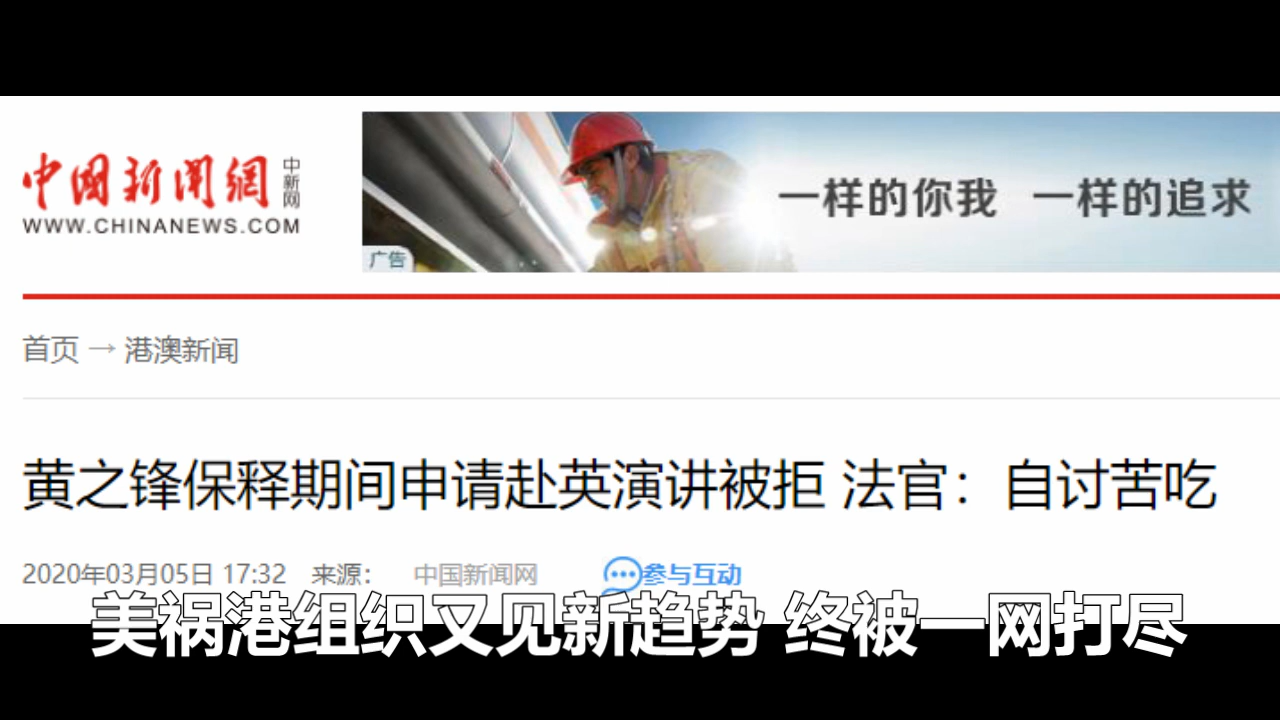 中國新聞網 中新网
WWW.CHINANEWS.COM
一样的你我 一样的追求
广告
首页 → 港澳新闻
黄之锋保释期间申请赴英演讲被拒 法官：自讨苦吃
2020年03月05日 17:32 来源： 中国新闻网 参与互动
美祸港组织又见新趋势 终被一网打尽